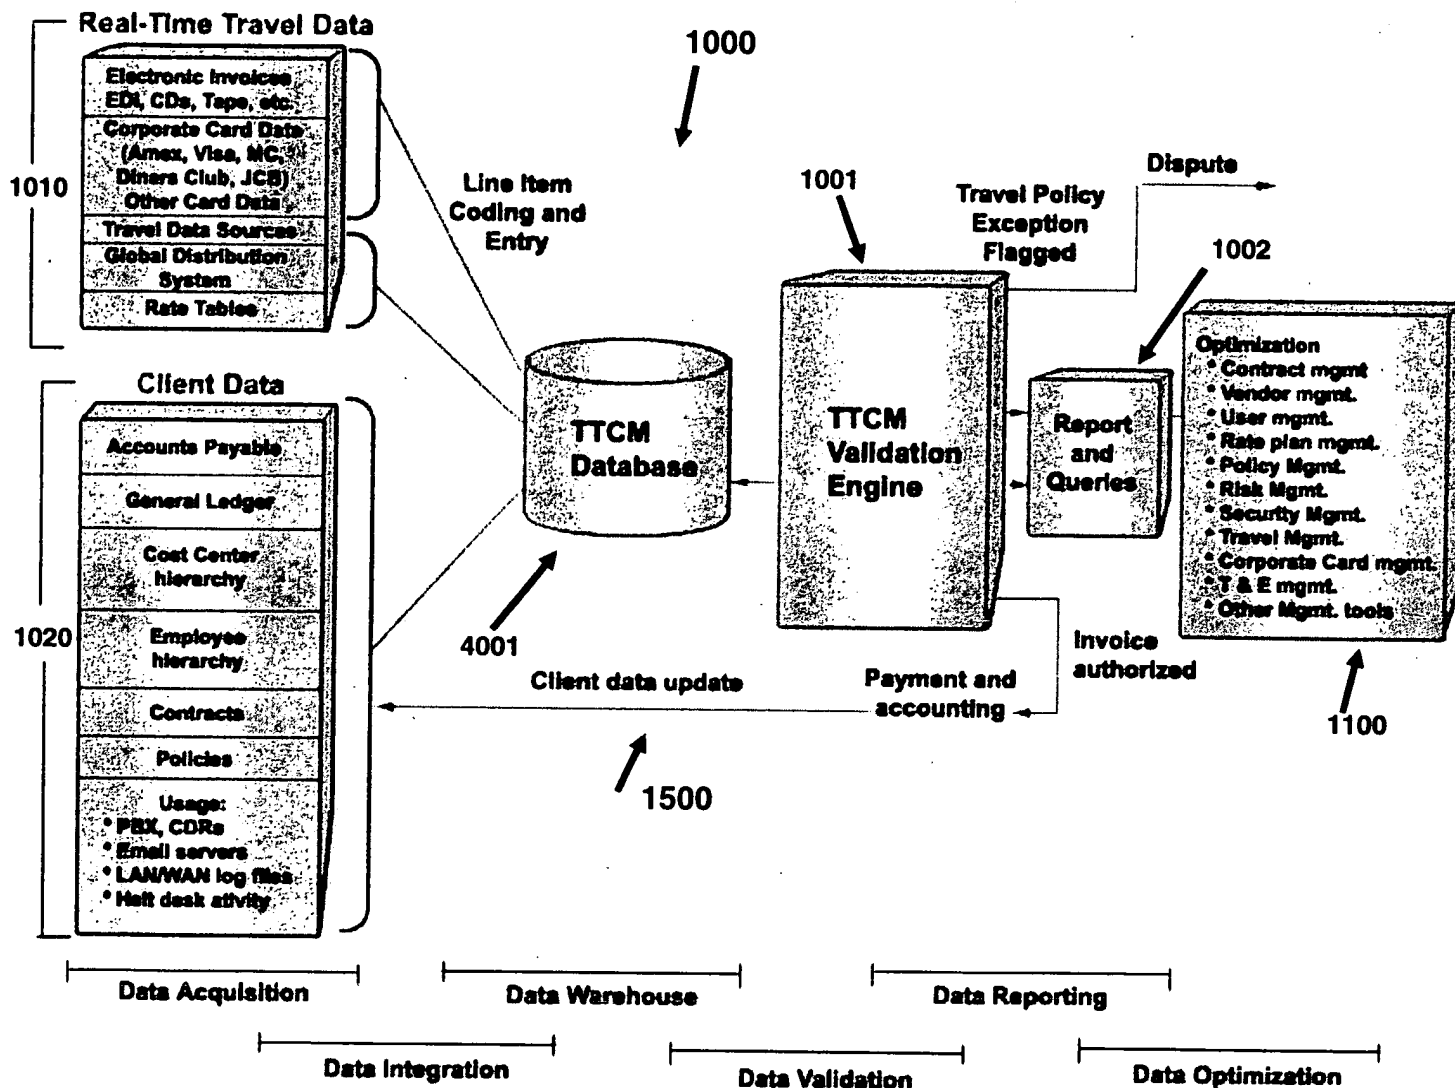 Real-Time Travel Data
Electronic Invoices
EDI, CDs, Tape, etc.
Corporate Card Data
(Amex, Visa, MC,
Diners Club, JCB)
Other Card Data
Travel Data Sources
Global Distribution
System
Rate Tables
1010
Client Data
Accounts Payable
General Ledger
Cost Center
hierarchy
Employee
hierarchy
Contracts
Policies
Usage:
• PBX, CDRs
• Email servers
• LAN/WAN log files
• Helt desk ativity
1020
Line Item
Coding and
Entry
1000
TTCM
Database
4001
1001
TTCM
Validation
Engine
Travel Policy
Exception
Flagged
Dispute
1002
Report
and
Queries
Optimization
• Contract mgmt
• Vendor mgmt.
• User mgmt.
• Rate plan mgmt.
• Policy Mgmt.
• Risk Mgmt.
• Security Mgmt.
• Travel Mgmt.
• Corporate Card mgmt.
• T & E mgmt.
• Other Mgmt. tools
1100
Invoice
authorized
Payment and
accounting
Client data update
1500
Data Acquisition
Data Warehouse
Data Reporting
Data Integration
Data Validation
Data Optimization